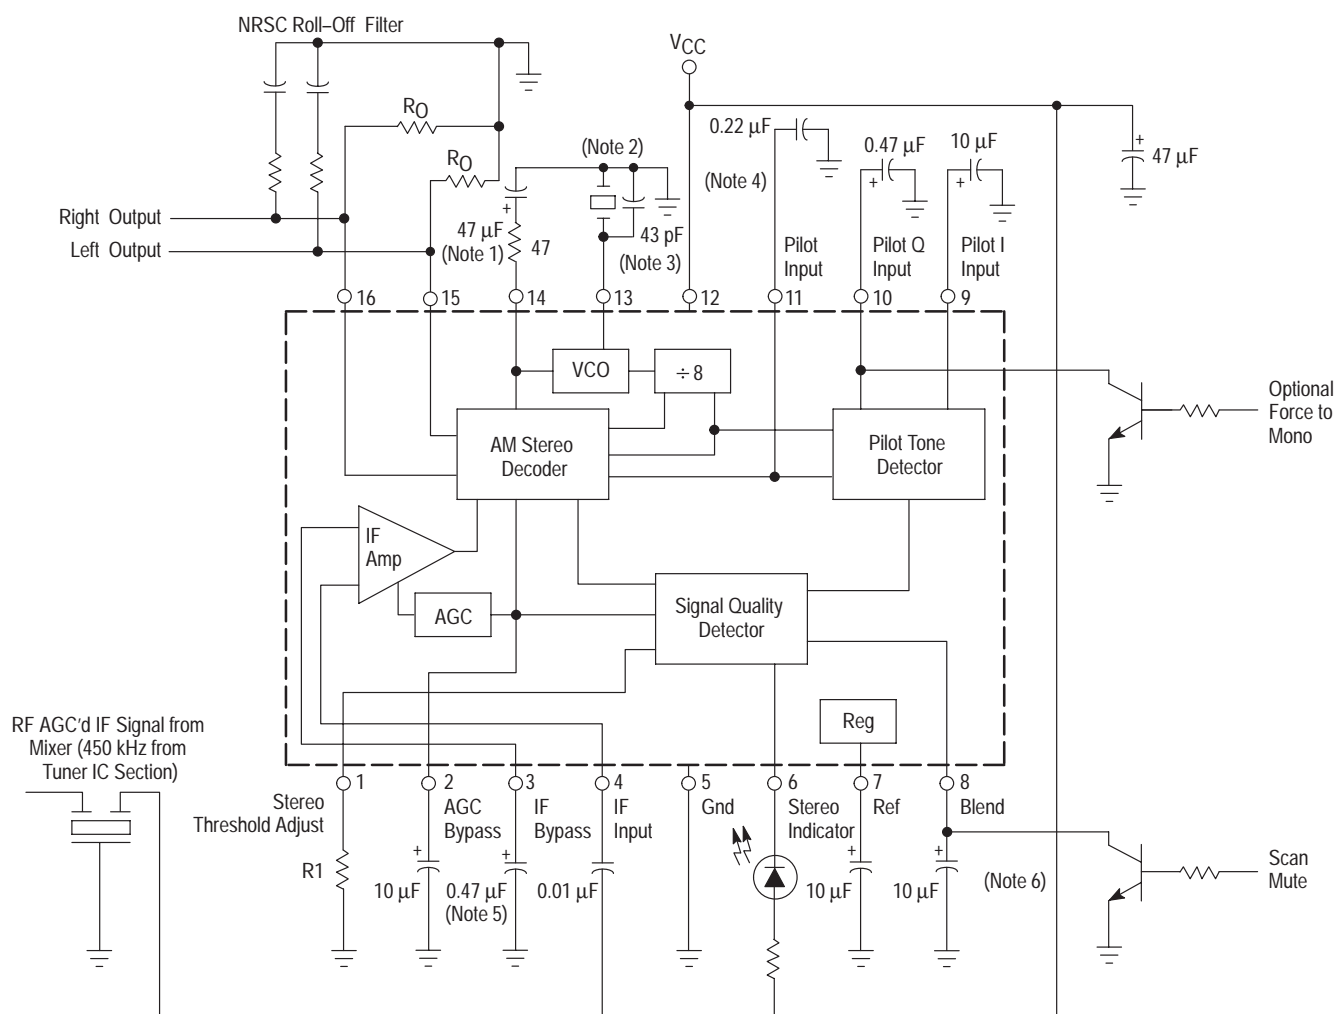 NRSC Roll–Off Filter
VCC
RO
RO
(Note 2)
0.22 µF
(Note 4)
0.47 µF
+
10 µF
+
+
47 µF
Right Output
Left Output
+
47 µF
(Note 1)
47
43 pF
(Note 3)
Pilot
Input
Pilot Q
Input
Pilot I
Input
16
15
14
13
12
11
10
9
VCO
÷ 8
AM Stereo
Decoder
Pilot Tone
Detector
Optional
Force to
Mono
IF
Amp
AGC
Signal Quality
Detector
Reg
RF AGC'd IF Signal from
Mixer (450 kHz from
Tuner IC Section)
1
2
3
4
5
6
7
8
Stereo
Threshold Adjust
AGC
Bypass
IF
Bypass
IF
Input
Gnd
Stereo
Indicator
Ref
Blend
R1
+
10 µF
+
0.47 µF
(Note 5)
0.01 µF
+
10 µF
+
10 µF
(Note 6)
Scan
Mute